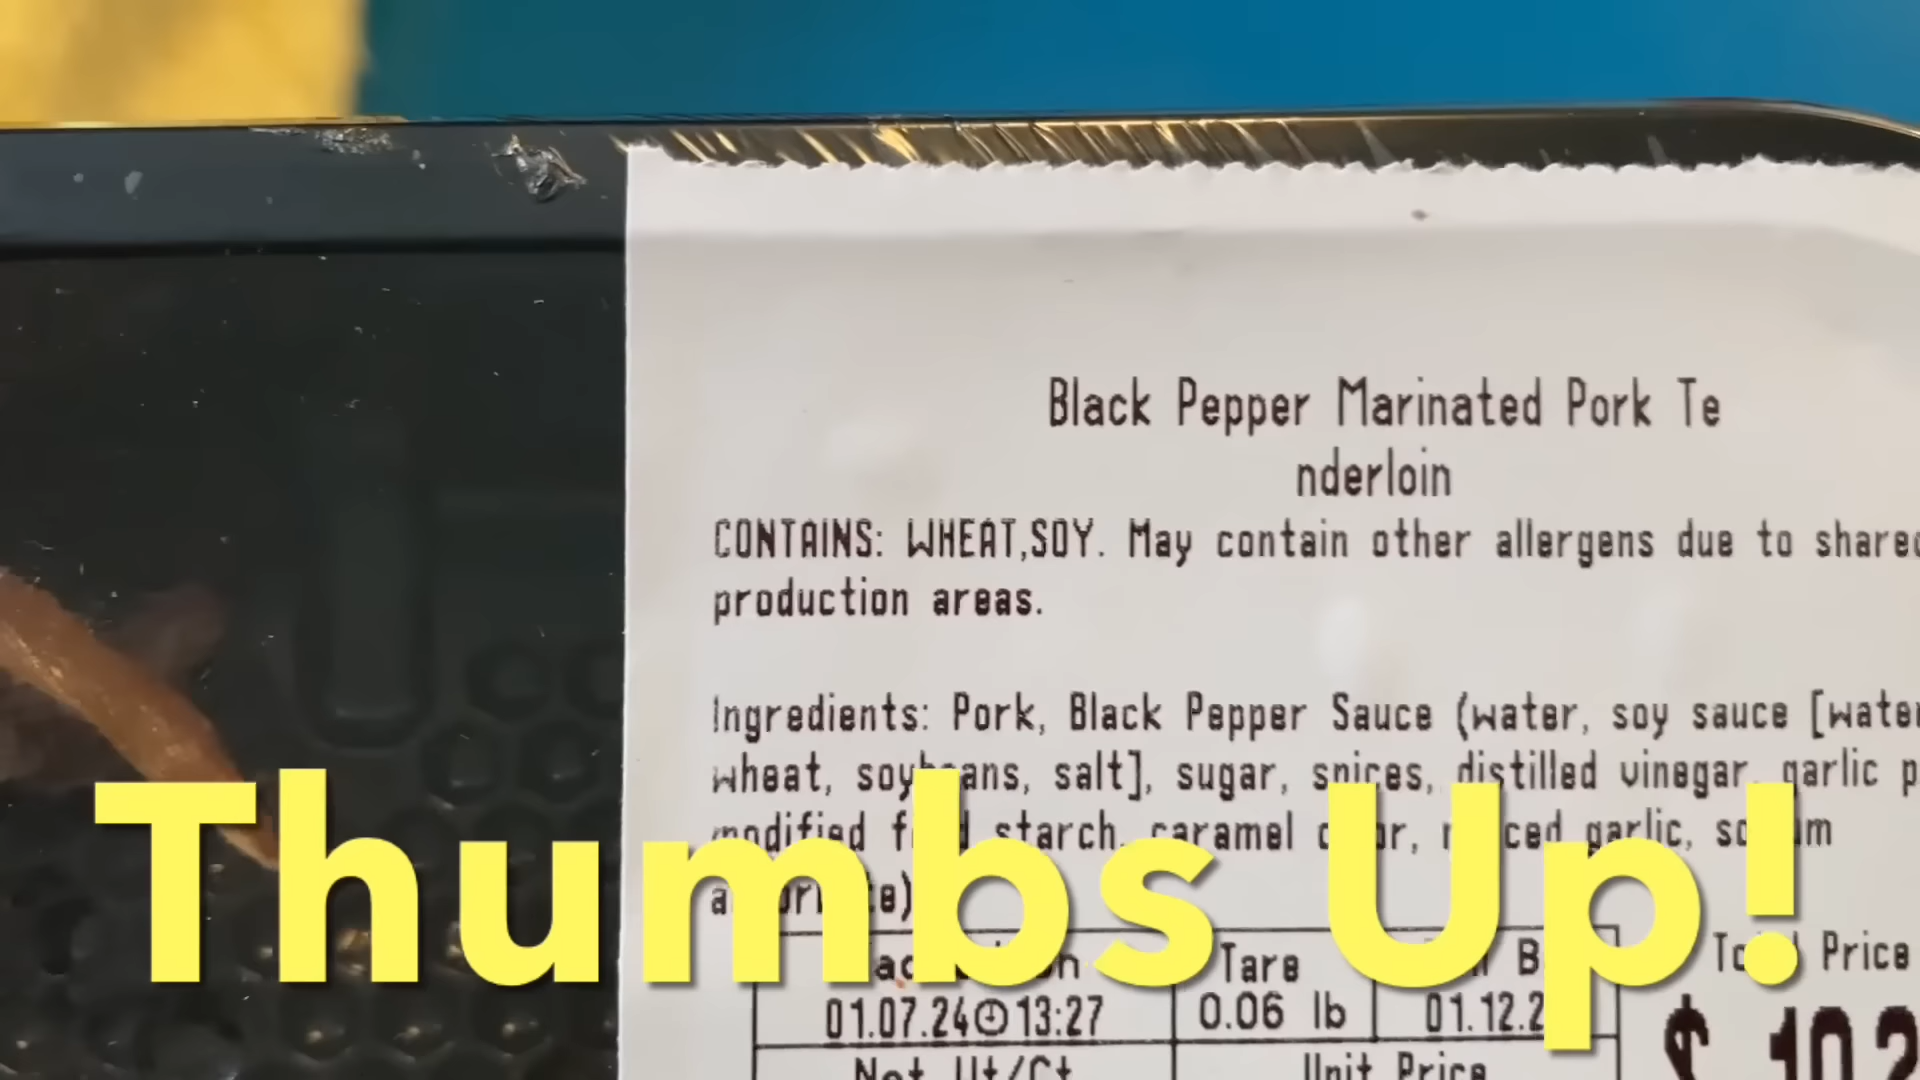 Black Pepper Marinated Pork Te
nderloin
CONTAINS: WHEAT,SOY. May contain other allergens due to shared
production areas.
Ingredients: Pork, Black Pepper Sauce (water, soy sauce [water
wheat, soybeans, salt], sugar, spices, distilled vinegar, garlic p
modified food starch, caramel color, minced garlic, sodium
Thumbs Up!
Tare
Total Price
01.07.24 13:27
0.06 lb
01.12.2
$ 10.2
Net Wt/Ct
Unit Price